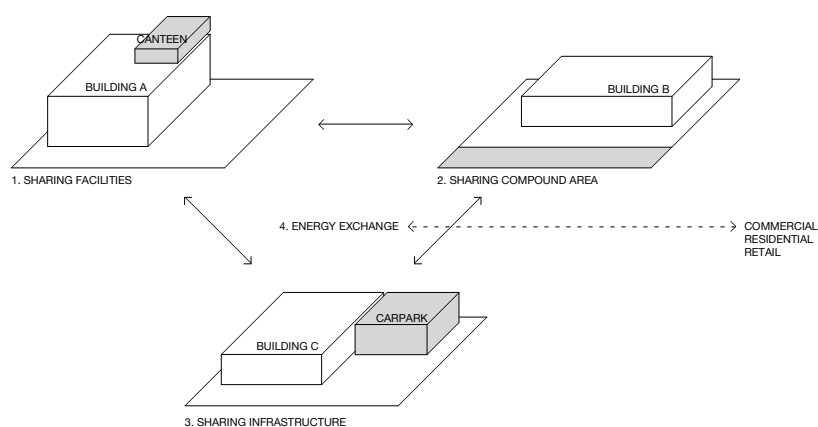 CANTEEN
BUILDING A
BUILDING B
1. SHARING FACILITIES
2. SHARING COMPOUND AREA
4. ENERGY EXCHANGE
COMMERCIAL
RESIDENTIAL
RETAIL
CARPARK
BUILDING C
3. SHARING INFRASTRUCTURE